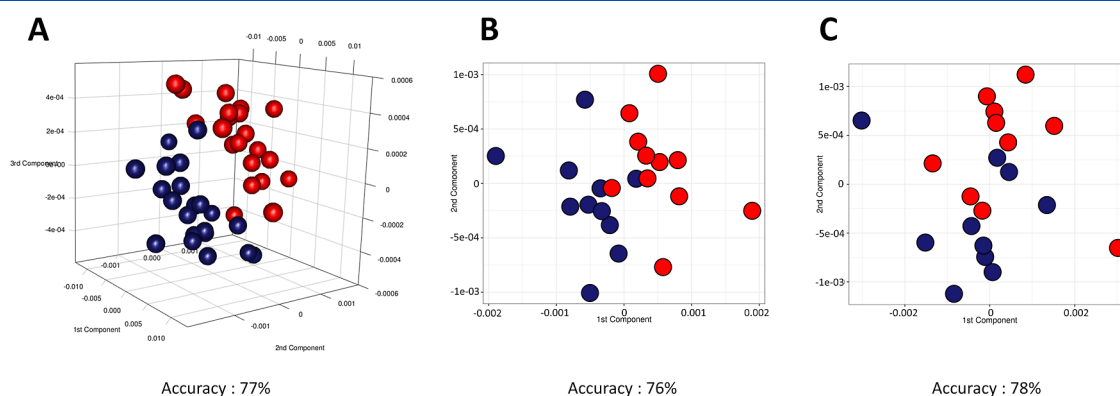 A
B
C
-0.01 -0.005 0 0.005 0.01
0.0006
0.0004
0.0002
0
-0.0002
-0.0004
-0.0006
4e-04
2e-04
-2e-04
-4e-04
3rd Component
-0.001 0.000 0.001
-0.010
-0.005
0.000
0.005
0.010
1st Component
-0.001
0
0.001
2nd Component
Accuracy : 77%
2nd Component
1e-03
5e-04
0
-5e-04
-1e-03
-0.002 -0.001 0 0.001 0.002
1st Component
Accuracy : 76%
2nd Component
1e-03
5e-04
0
-5e-04
-1e-03
-0.002 0 0.002
1st Component
Accuracy : 78%